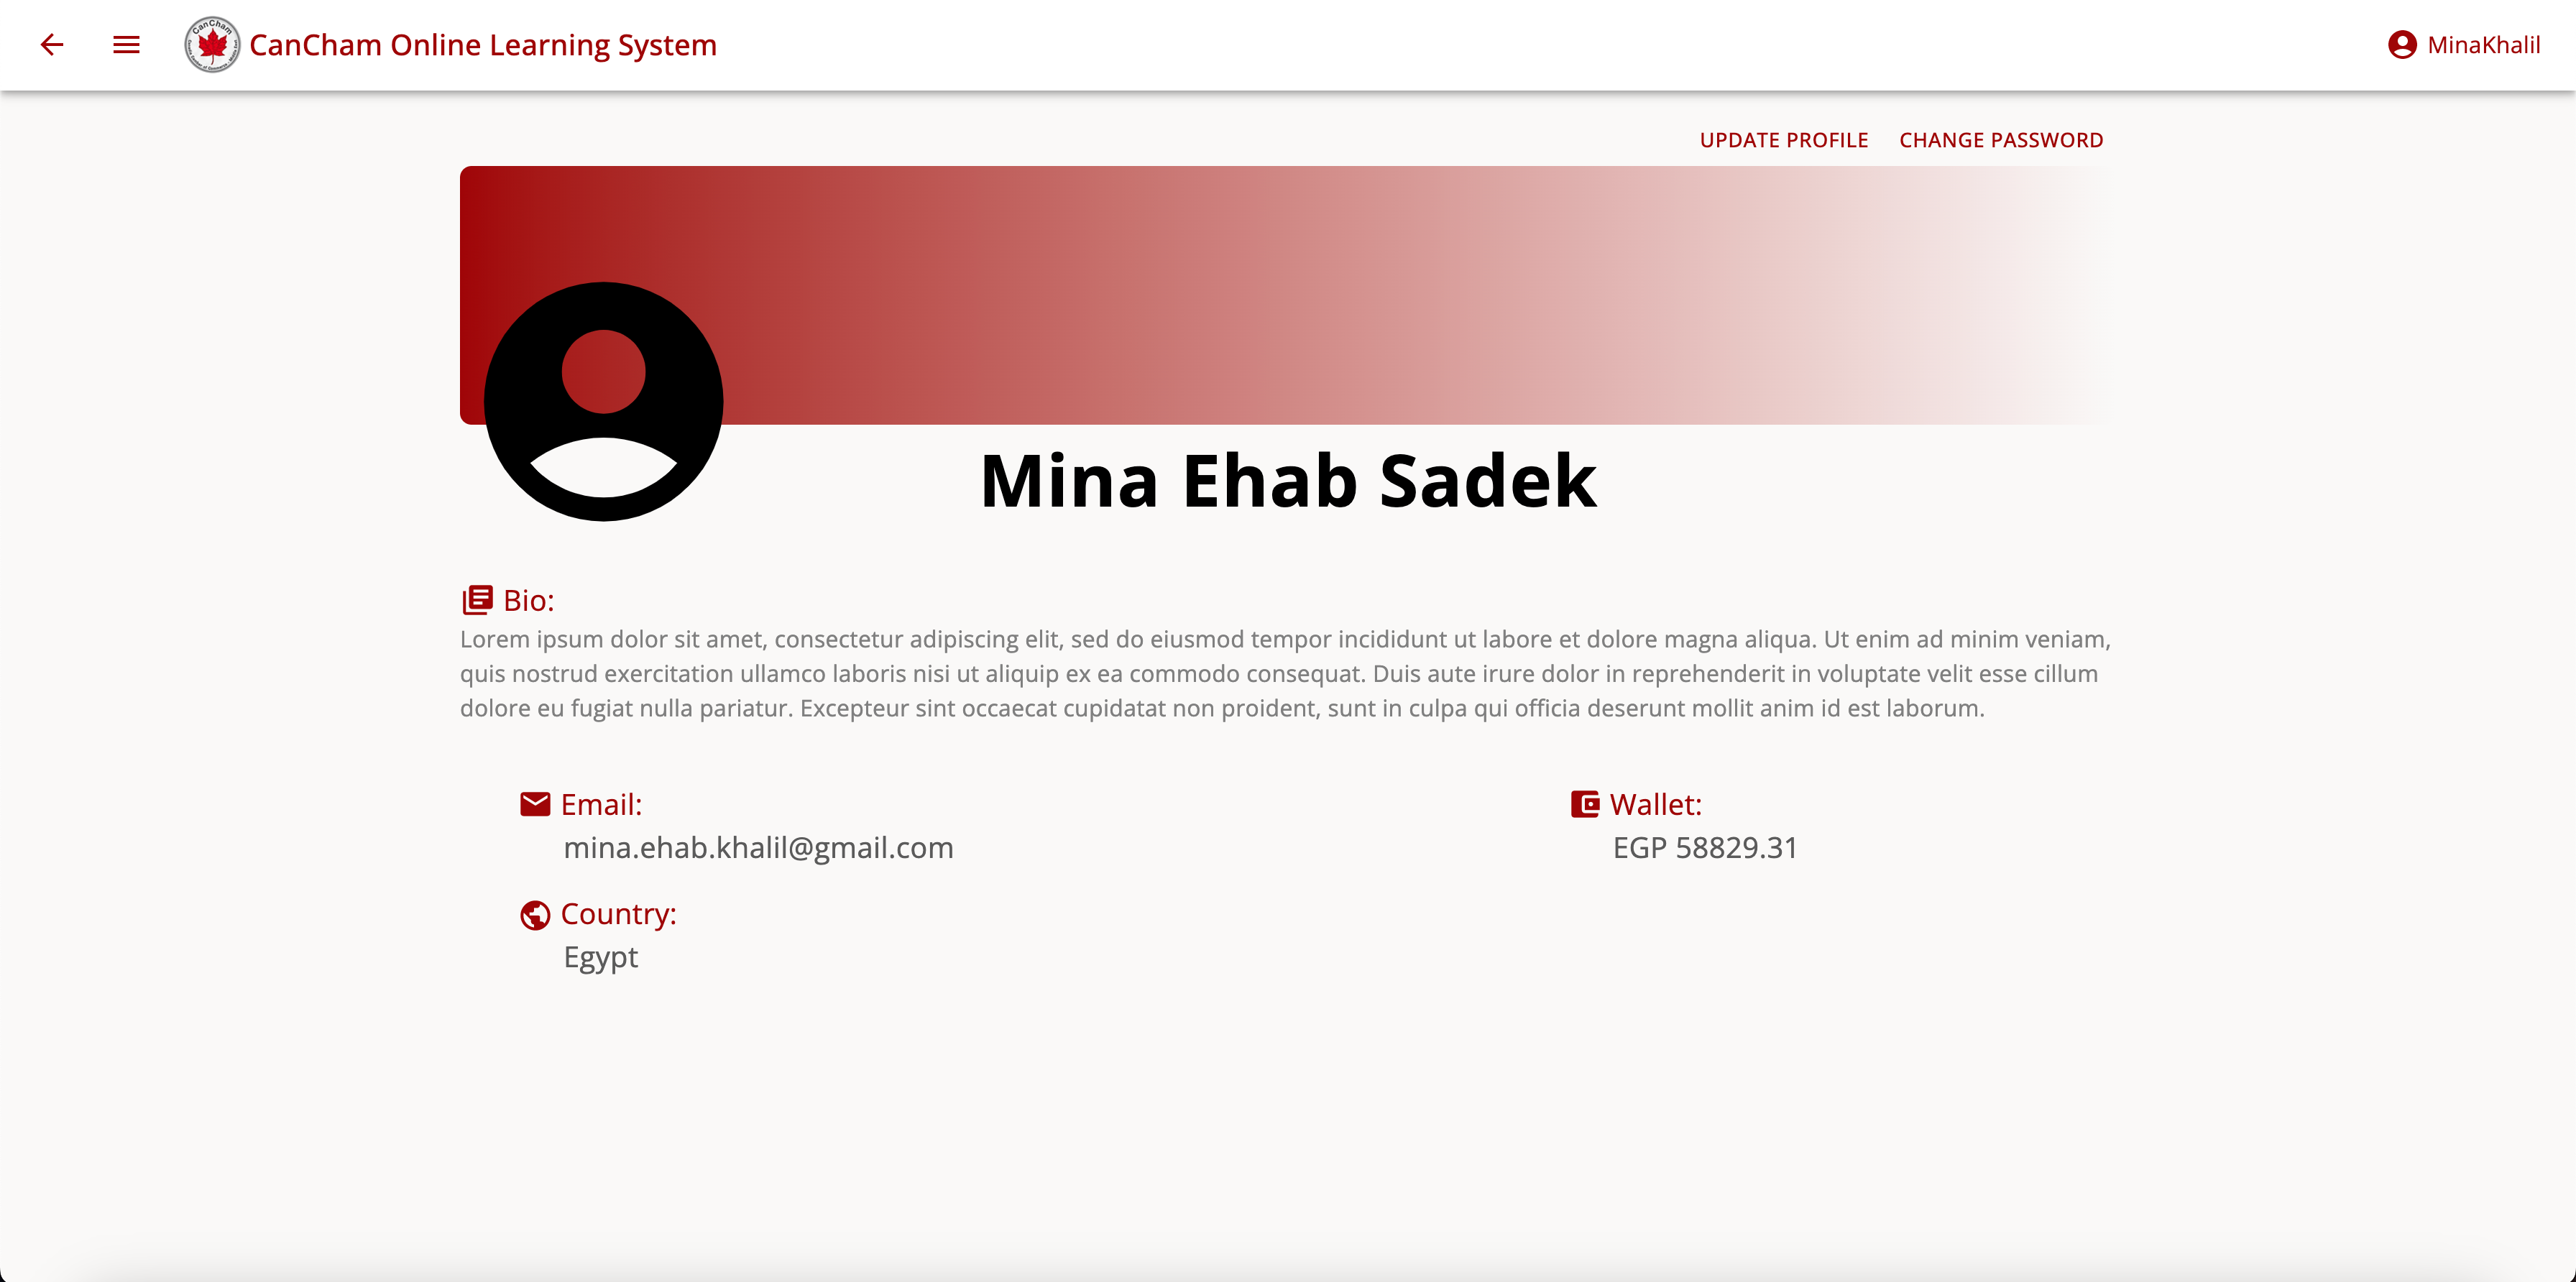 CanCham
CanCham Online Learning System
MinaKhalil
UPDATE PROFILE CHANGE PASSWORD
Mina Ehab Sadek
Bio:
Lorem ipsum dolor sit amet, consectetur adipiscing elit, sed do eiusmod tempor incididunt ut labore et dolore magna aliqua. Ut enim ad minim veniam,
quis nostrud exercitation ullamco laboris nisi ut aliquip ex ea commodo consequat. Duis aute irure dolor in reprehenderit in voluptate velit esse cillum
dolore eu fugiat nulla pariatur. Excepteur sint occaecat cupidatat non proident, sunt in culpa qui officia deserunt mollit anim id est laborum.
Email:
mina.ehab.khalil@gmail.com
Wallet:
EGP 58829.31
Country:
Egypt